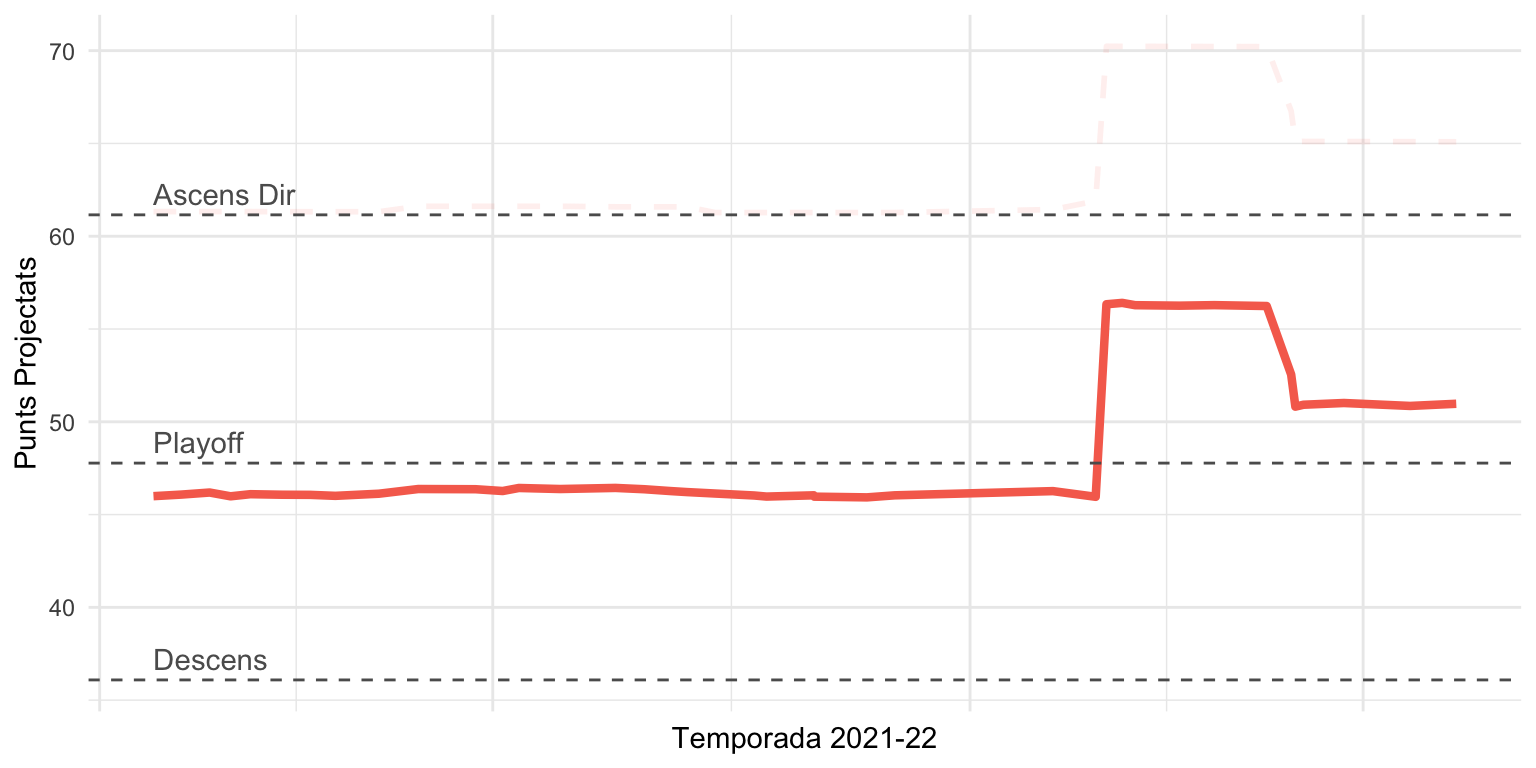 70
Ascens Dir
60
Punts Projectats
50
Playoff
40
Descens
Temporada 2021-22